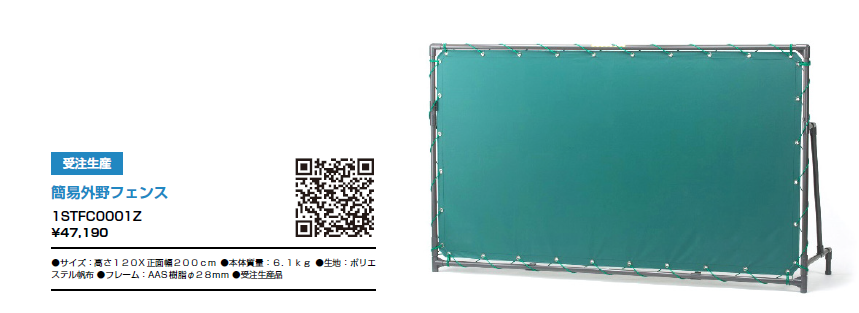 受注生産
簡易外野フェンス
1STFC0001Z
¥47,190
●サイズ：高さ１２０Ｘ正面幅２００ｃｍ ●本体質量：６.１ｋｇ ●生地：ポリエ
ステル帆布 ●フレーム：AAS樹脂φ２８mm ●受注生産品